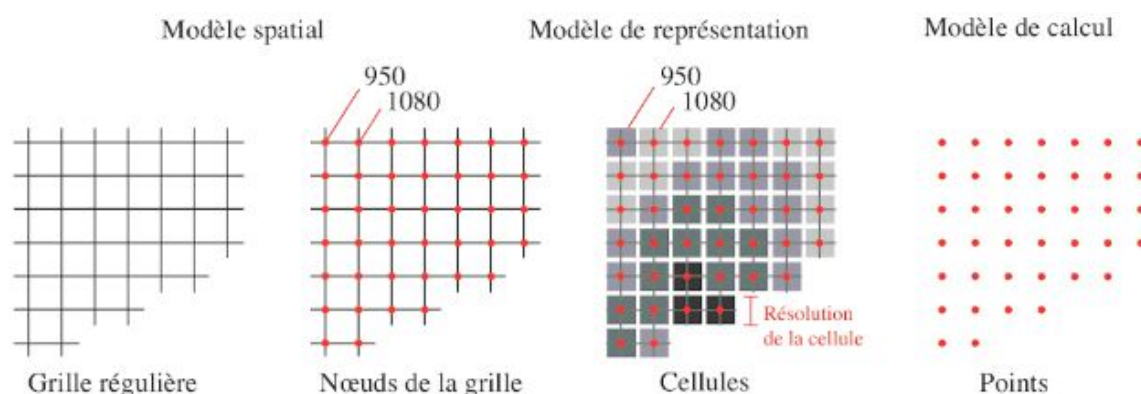 Modèle spatial
Modèle de représentation
Modèle de calcul
950
1080
950
1080
Résolution
de la cellule
Grille régulière
Nœuds de la grille
Cellules
Points